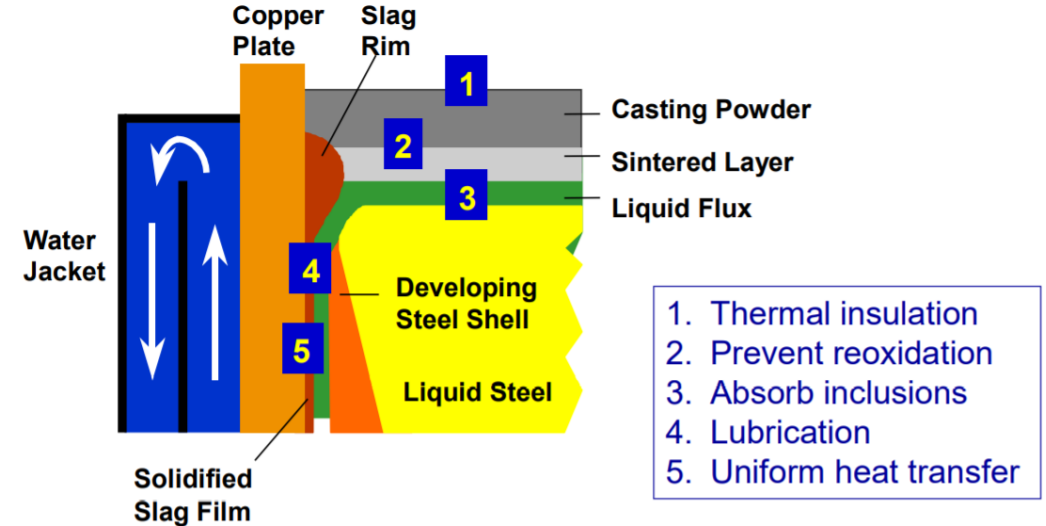 Copper
Plate
Slag
Rim
1
Casting Powder
2
Sintered Layer
3
Liquid Flux
Water
Jacket
4
Developing
Steel Shell
5
Liquid Steel
Solidified
Slag Film
1. Thermal insulation
2. Prevent reoxidation
3. Absorb inclusions
4. Lubrication
5. Uniform heat transfer